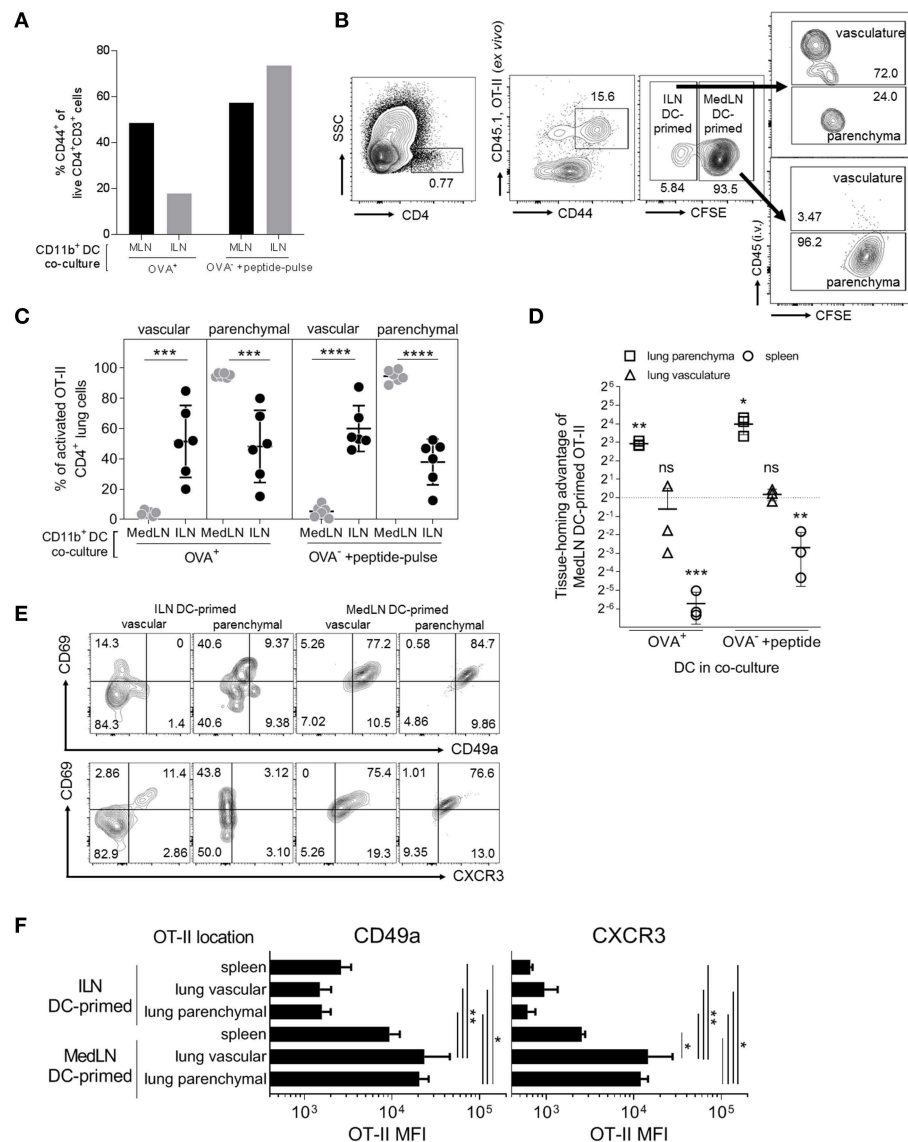 A
% CD44+ of
live CD4+CD3+ cells
80
60
40
20
0
MLN ILN MLN ILN
CD11b+ DC
co-culture
OVA+ OVA- +peptide-pulse
B
SSC
CD4
0.77
CD45.1, OT-II (ex vivo)
CD44
15.6
ILN
DC-
primed
MedLN
DC-
primed
5.84 93.5
CFSE
vasculature
72.0
24.0
parenchyma
vasculature
3.47
96.2
parenchyma
CD45 (i.v.)
CFSE
C
vascular parenchymal vascular parenchymal
*** *** **** ****
% of activated OT-II
CD4+ lung cells
100
80
60
40
20
0
MedLN ILN MedLN ILN MedLN ILN MedLN ILN
CD11b+ DC
co-culture
OVA+ OVA- +peptide-pulse
D
lung parenchyma spleen
lung vasculature
Tissue-homing advantage of
MedLN DC-primed OT-II
2^6
2^5
2^4
2^3
2^2
2^1
2^0
2^-1
2^-2
2^-3
2^-4
2^-5
2^-6
** ns *** * ns **
OVA+ OVA- +peptide
DC in co-culture
E
ILN DC-primed MedLN DC-primed
vascular parenchymal vascular parenchymal
CD69
14.3 0 40.6 9.37 5.26 77.2 0.58 84.7
84.3 1.4 40.6 9.38 7.02 10.5 4.86 9.86
CD49a
CD69
2.86 11.4 43.8 3.12 0 75.4 1.01 76.6
82.9 2.86 50.0 3.10 5.26 19.3 9.35 13.0
CXCR3
F
OT-II location CD49a CXCR3
ILN
DC-primed
spleen
lung vascular
lung parenchymal
MedLN
DC-primed
spleen
lung vascular
lung parenchymal
** * * ** *
10^3 10^4 10^5 10^3 10^4 10^5
OT-II MFI OT-II MFI